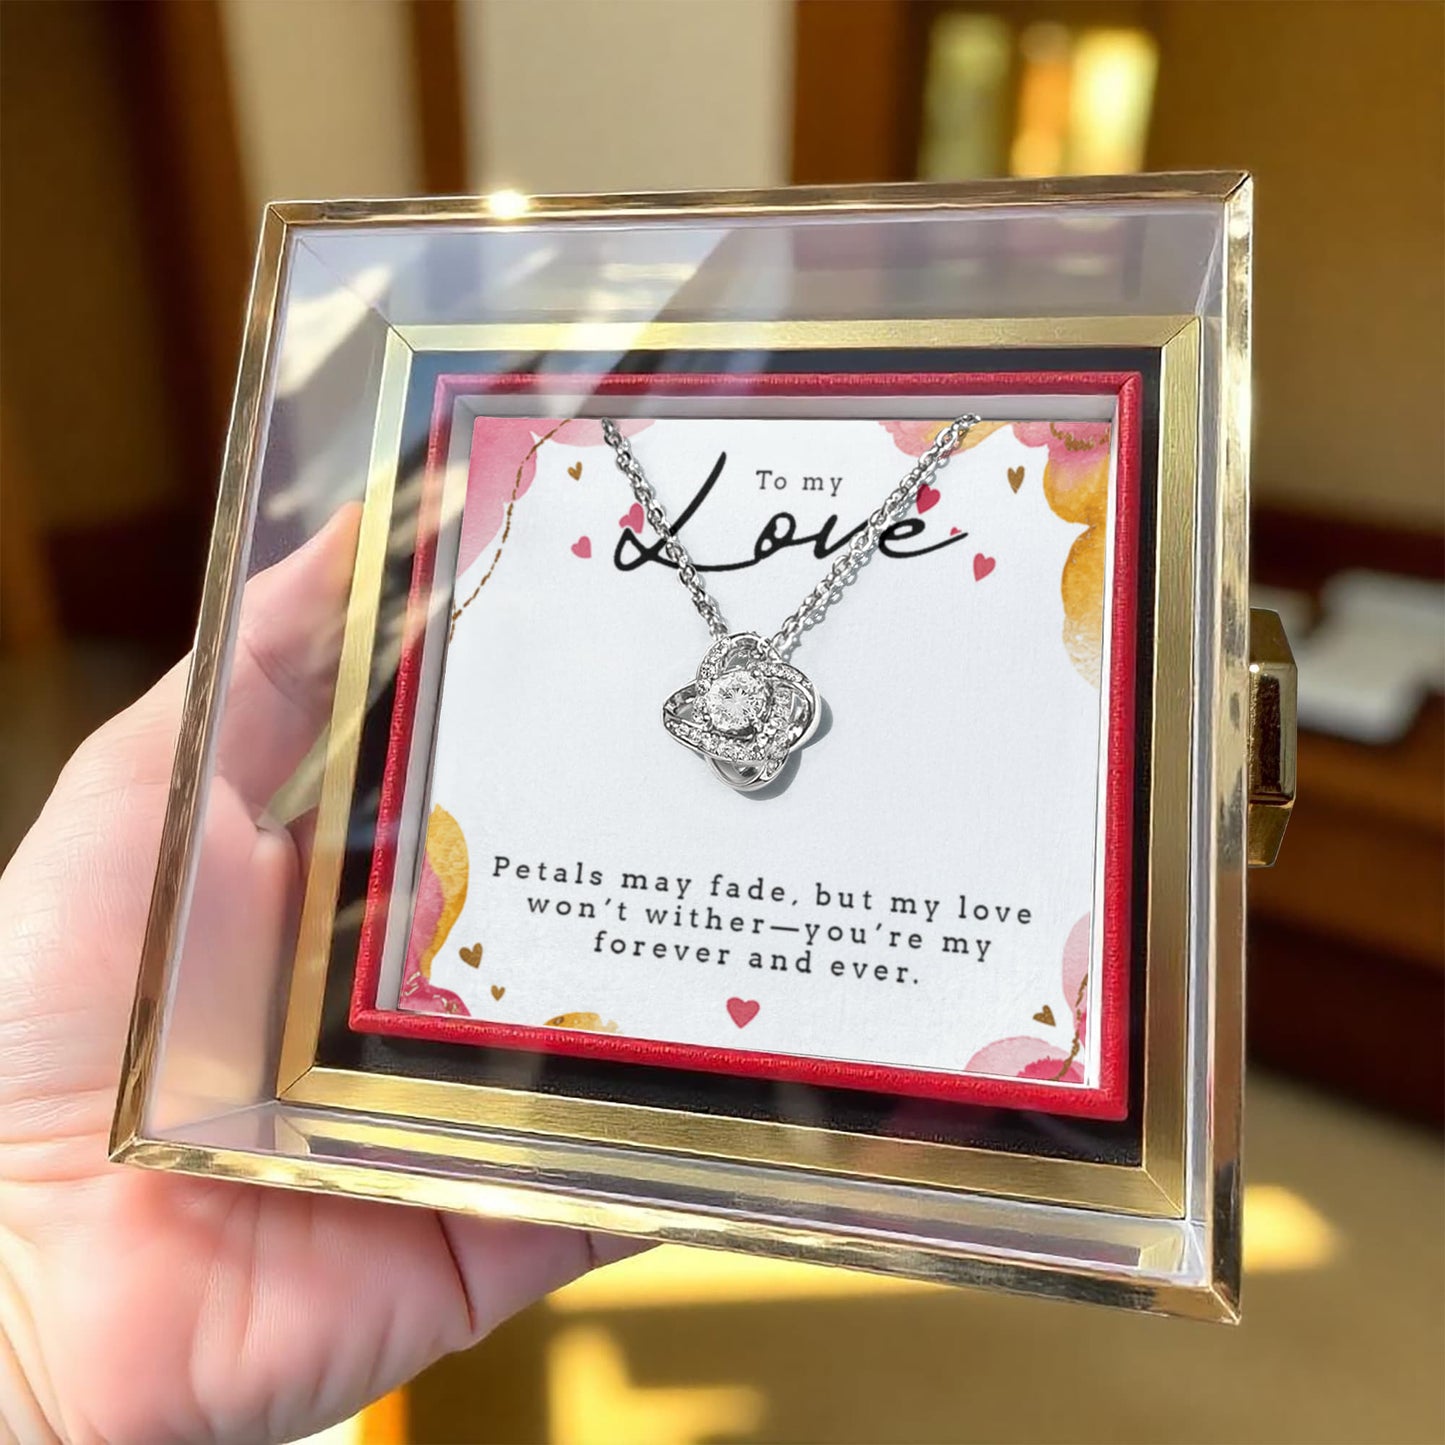 To my
Love
Petals may fade, but my love
won't wither—you're my
forever and ever.